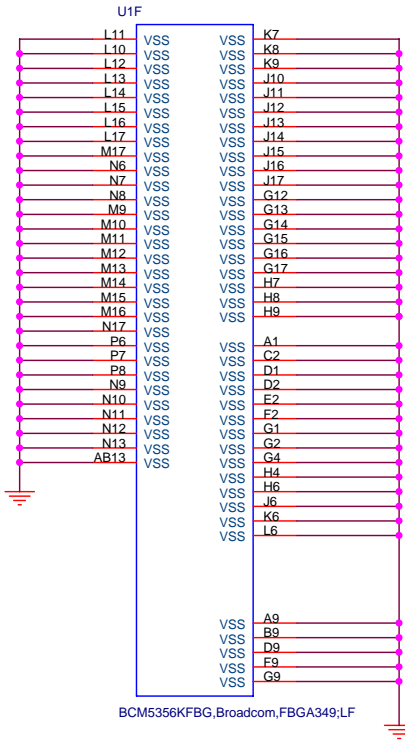 U1F
L11 VSS VSS K7
L10 VSS VSS K8
L12 VSS VSS K9
L13 VSS VSS J10
L14 VSS VSS J11
L15 VSS VSS J12
L16 VSS VSS J13
L17 VSS VSS J14
M17 VSS VSS J15
N6 VSS VSS J16
N7 VSS VSS J17
N8 VSS VSS G12
M9 VSS VSS G13
M10 VSS VSS G14
M11 VSS VSS G15
M12 VSS VSS G16
M13 VSS VSS G17
M14 VSS VSS H7
M15 VSS VSS H8
M16 VSS VSS H9
N17 VSS
P6 VSS VSS A1
P7 VSS VSS C2
P8 VSS VSS D1
N9 VSS VSS D2
N10 VSS VSS E2
N11 VSS VSS F2
N12 VSS VSS G1
N13 VSS VSS G2
AB13 VSS VSS G4
VSS H4
VSS H6
VSS J6
VSS K6
VSS L6
VSS A9
VSS B9
VSS D9
VSS F9
VSS G9
BCM5356KFBG,Broadcom,FBGA349;LF